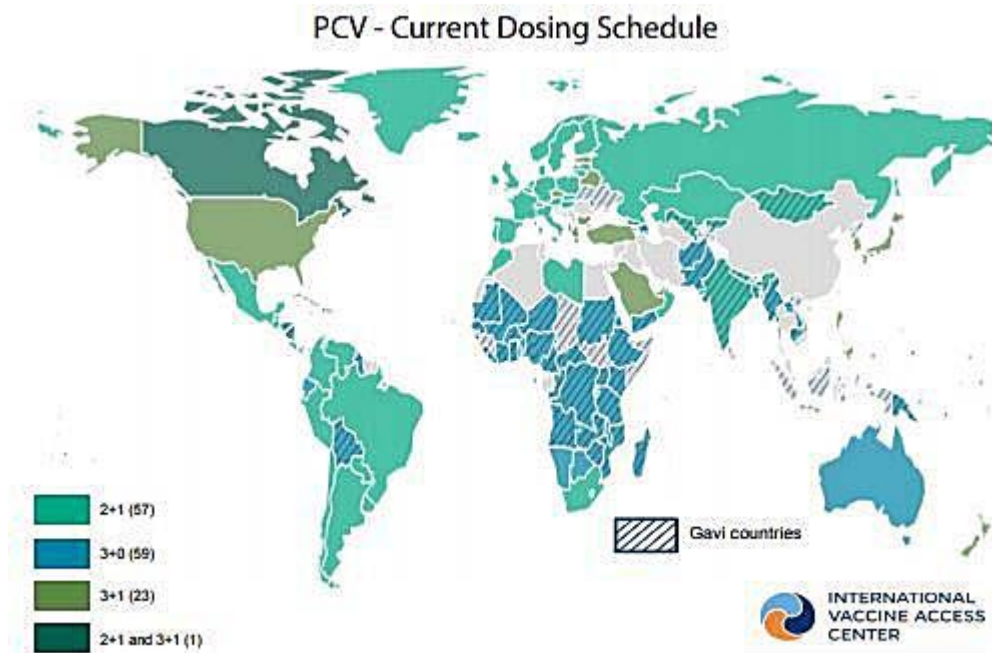 PCV - Current Dosing Schedule
2+1 (57)
3+0 (59)
3+1 (23)
2+1 and 3+1 (1)
Gavi countries
INTERNATIONAL
VACCINE ACCESS
CENTER